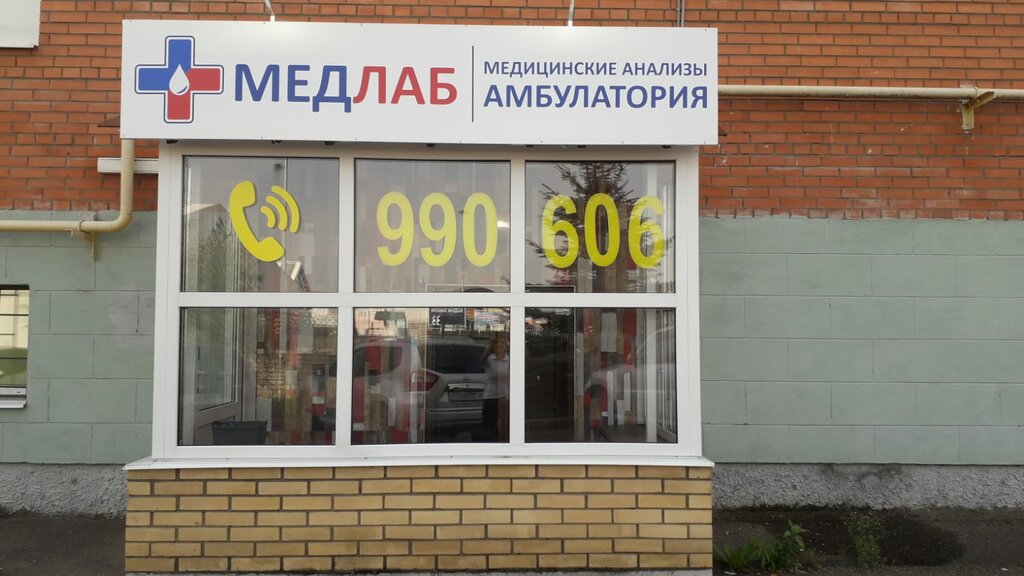 МЕДЛАБ
МЕДИЦИНСКИЕ АНАЛИЗЫ
АМБУЛАТОРИЯ
990 606